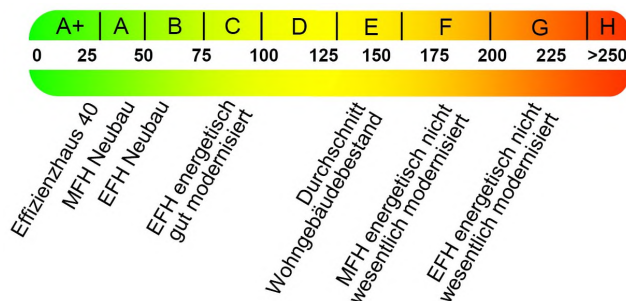 A+ A B C D E F G H
0 25 50 75 100 125 150 175 200 225 >250
Effizienzhaus 40
MFH Neubau
EFH Neubau
EFH energetisch
gut modernisiert
Durchschnitt
Wohngebäudebestand
MFH energetisch nicht
wesentlich modernisiert
EFH energetisch nicht
wesentlich modernisiert